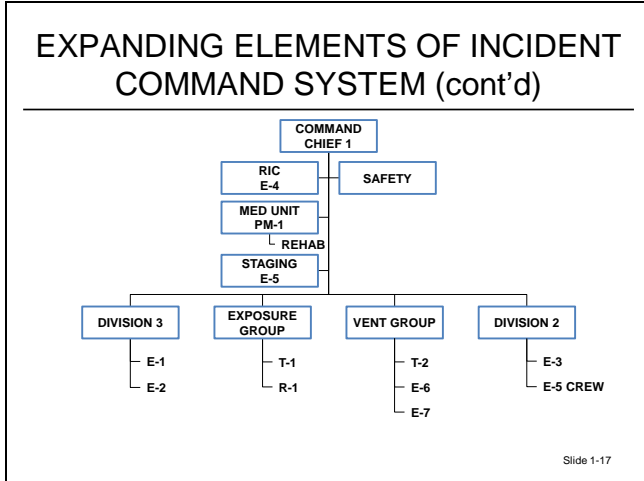 EXPANDING ELEMENTS OF INCIDENT
COMMAND SYSTEM (cont'd)
COMMAND
CHIEF 1
RIC
E-4
SAFETY
MED UNIT
PM-1
REHAB
STAGING
E-5
DIVISION 3
E-1
E-2
EXPOSURE
GROUP
T-1
R-1
VENT GROUP
T-2
E-6
E-7
DIVISION 2
E-3
E-5 CREW
Slide 1-17